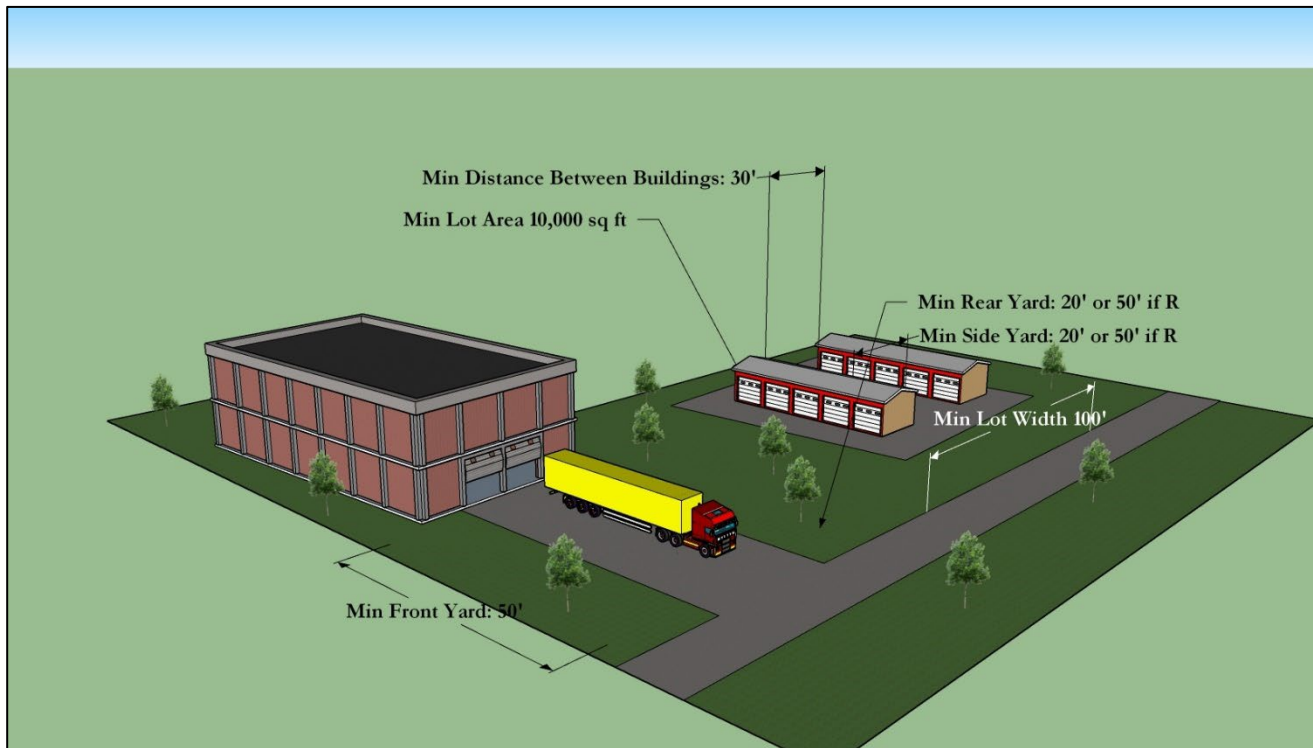 Min Distance Between Buildings: 30'
Min Lot Area 10,000 sq ft
Min Rear Yard: 20' or 50' if R
Min Side Yard: 20' or 50' if R
Min Lot Width 100'
Min Front Yard: 50'